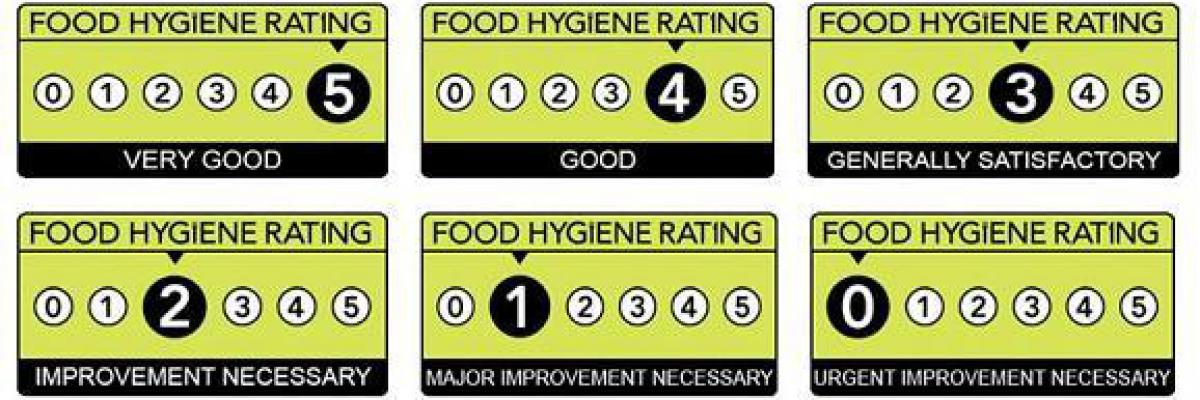 FOOD HYGIENE RATING
0 1 2 3 4 5
VERY GOOD
FOOD HYGIENE RATING
0 1 2 3 4 5
GOOD
FOOD HYGIENE RATING
0 1 2 3 4 5
GENERALLY SATISFACTORY
FOOD HYGIENE RATING
0 1 2 3 4 5
IMPROVEMENT NECESSARY
FOOD HYGIENE RATING
0 1 2 3 4 5
MAJOR IMPROVEMENT NECESSARY
FOOD HYGIENE RATING
0 1 2 3 4 5
URGENT IMPROVEMENT NECESSARY